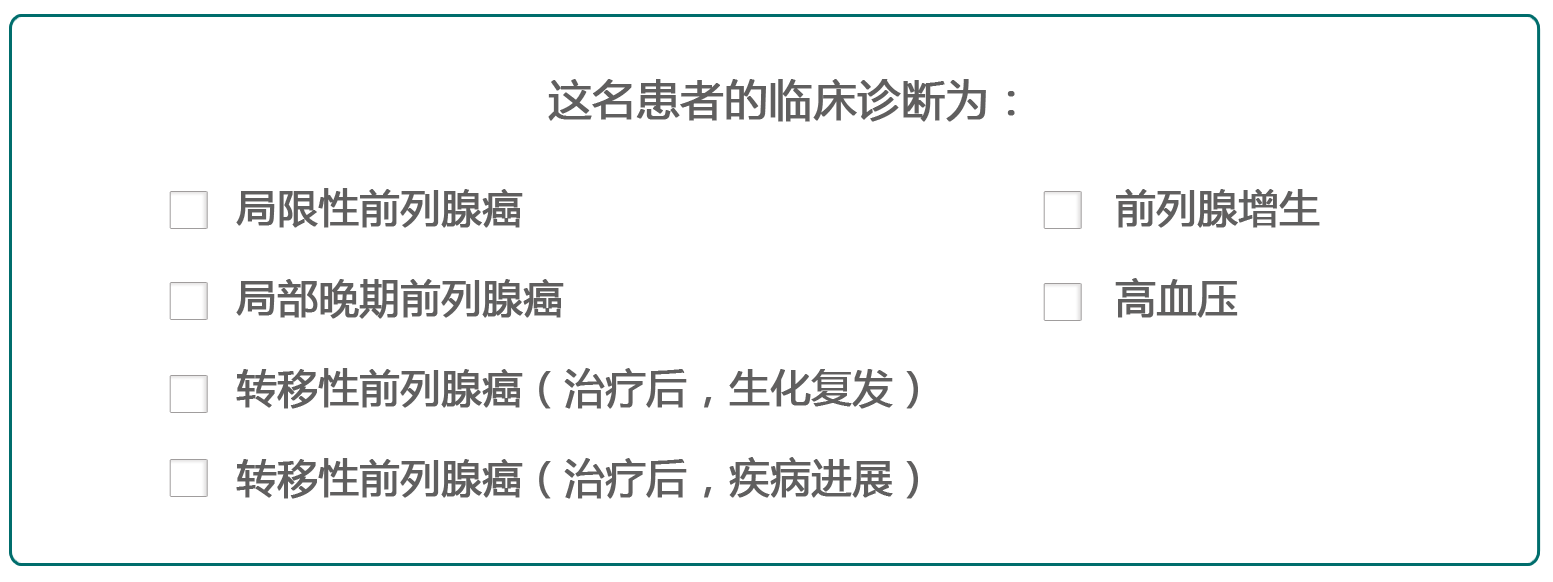 这名患者的临床诊断为：
局限性前列腺癌
前列腺增生
局部晚期前列腺癌
高血压
转移性前列腺癌（治疗后，生化复发）
转移性前列腺癌（治疗后，疾病进展）